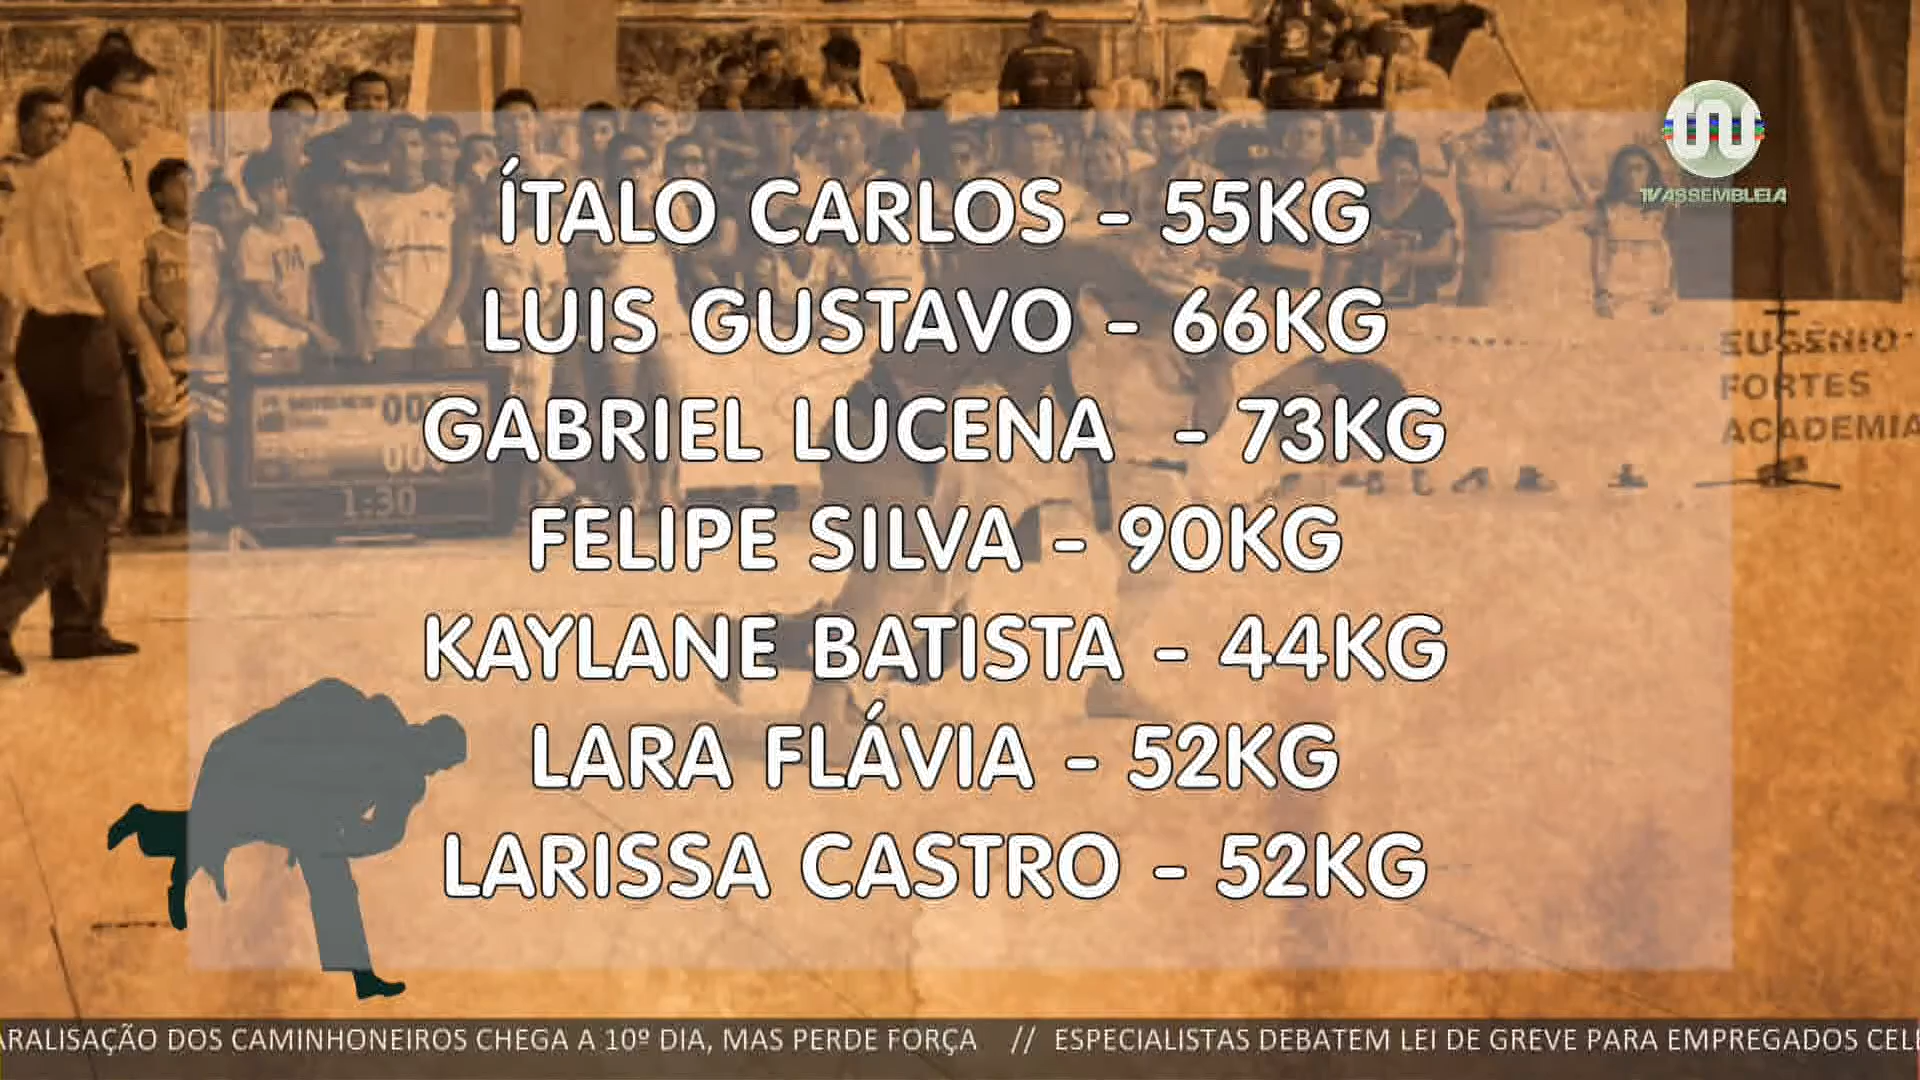 TV ASSEMBLEIA
ÍTALO CARLOS - 55KG
LUIS GUSTAVO - 66KG
GABRIEL LUCENA - 73KG
FELIPE SILVA - 90KG
KAYLANE BATISTA - 44KG
LARA FLÁVIA - 52KG
LARISSA CASTRO - 52KG
EUGÊNIO
FORTES
ACADEMIA
1:30
ARALISAÇÃO DOS CAMINHONEIROS CHEGA A 10º DIA, MAS PERDE FORÇA // ESPECIALISTAS DEBATEM LEI DE GREVE PARA EMPREGADOS CELE